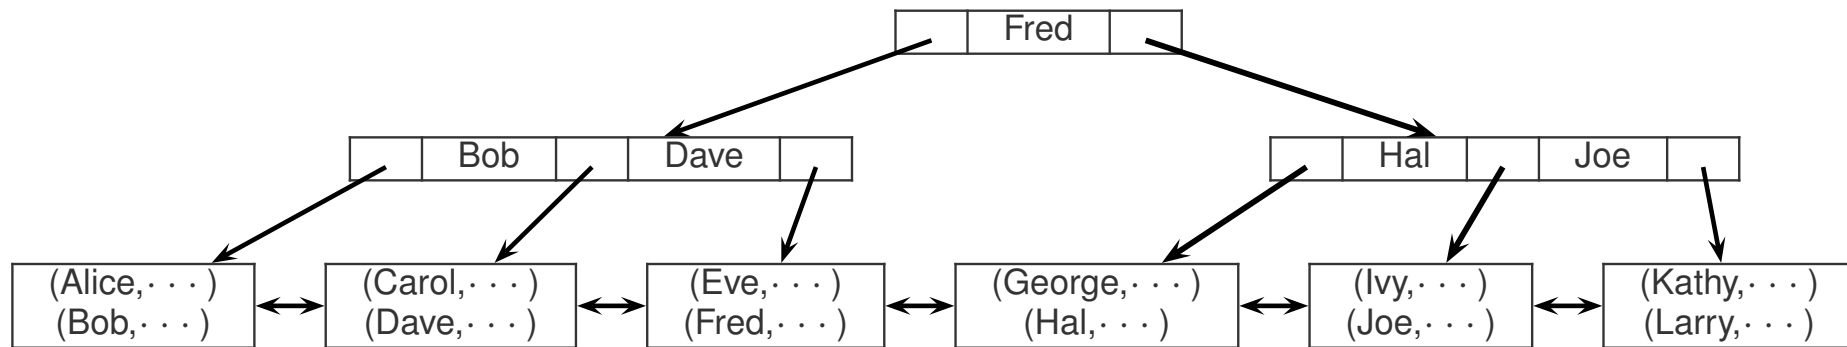 Fred
Bob Dave Hal Joe
(Alice,· · · ) (Carol,· · · ) (Eve,· · · ) (George,· · · ) (Ivy,· · · ) (Kathy,· · · )
(Bob,· · · ) (Dave,· · · ) (Fred,· · · ) (Hal,· · · ) (Joe,· · · ) (Larry,· · · )